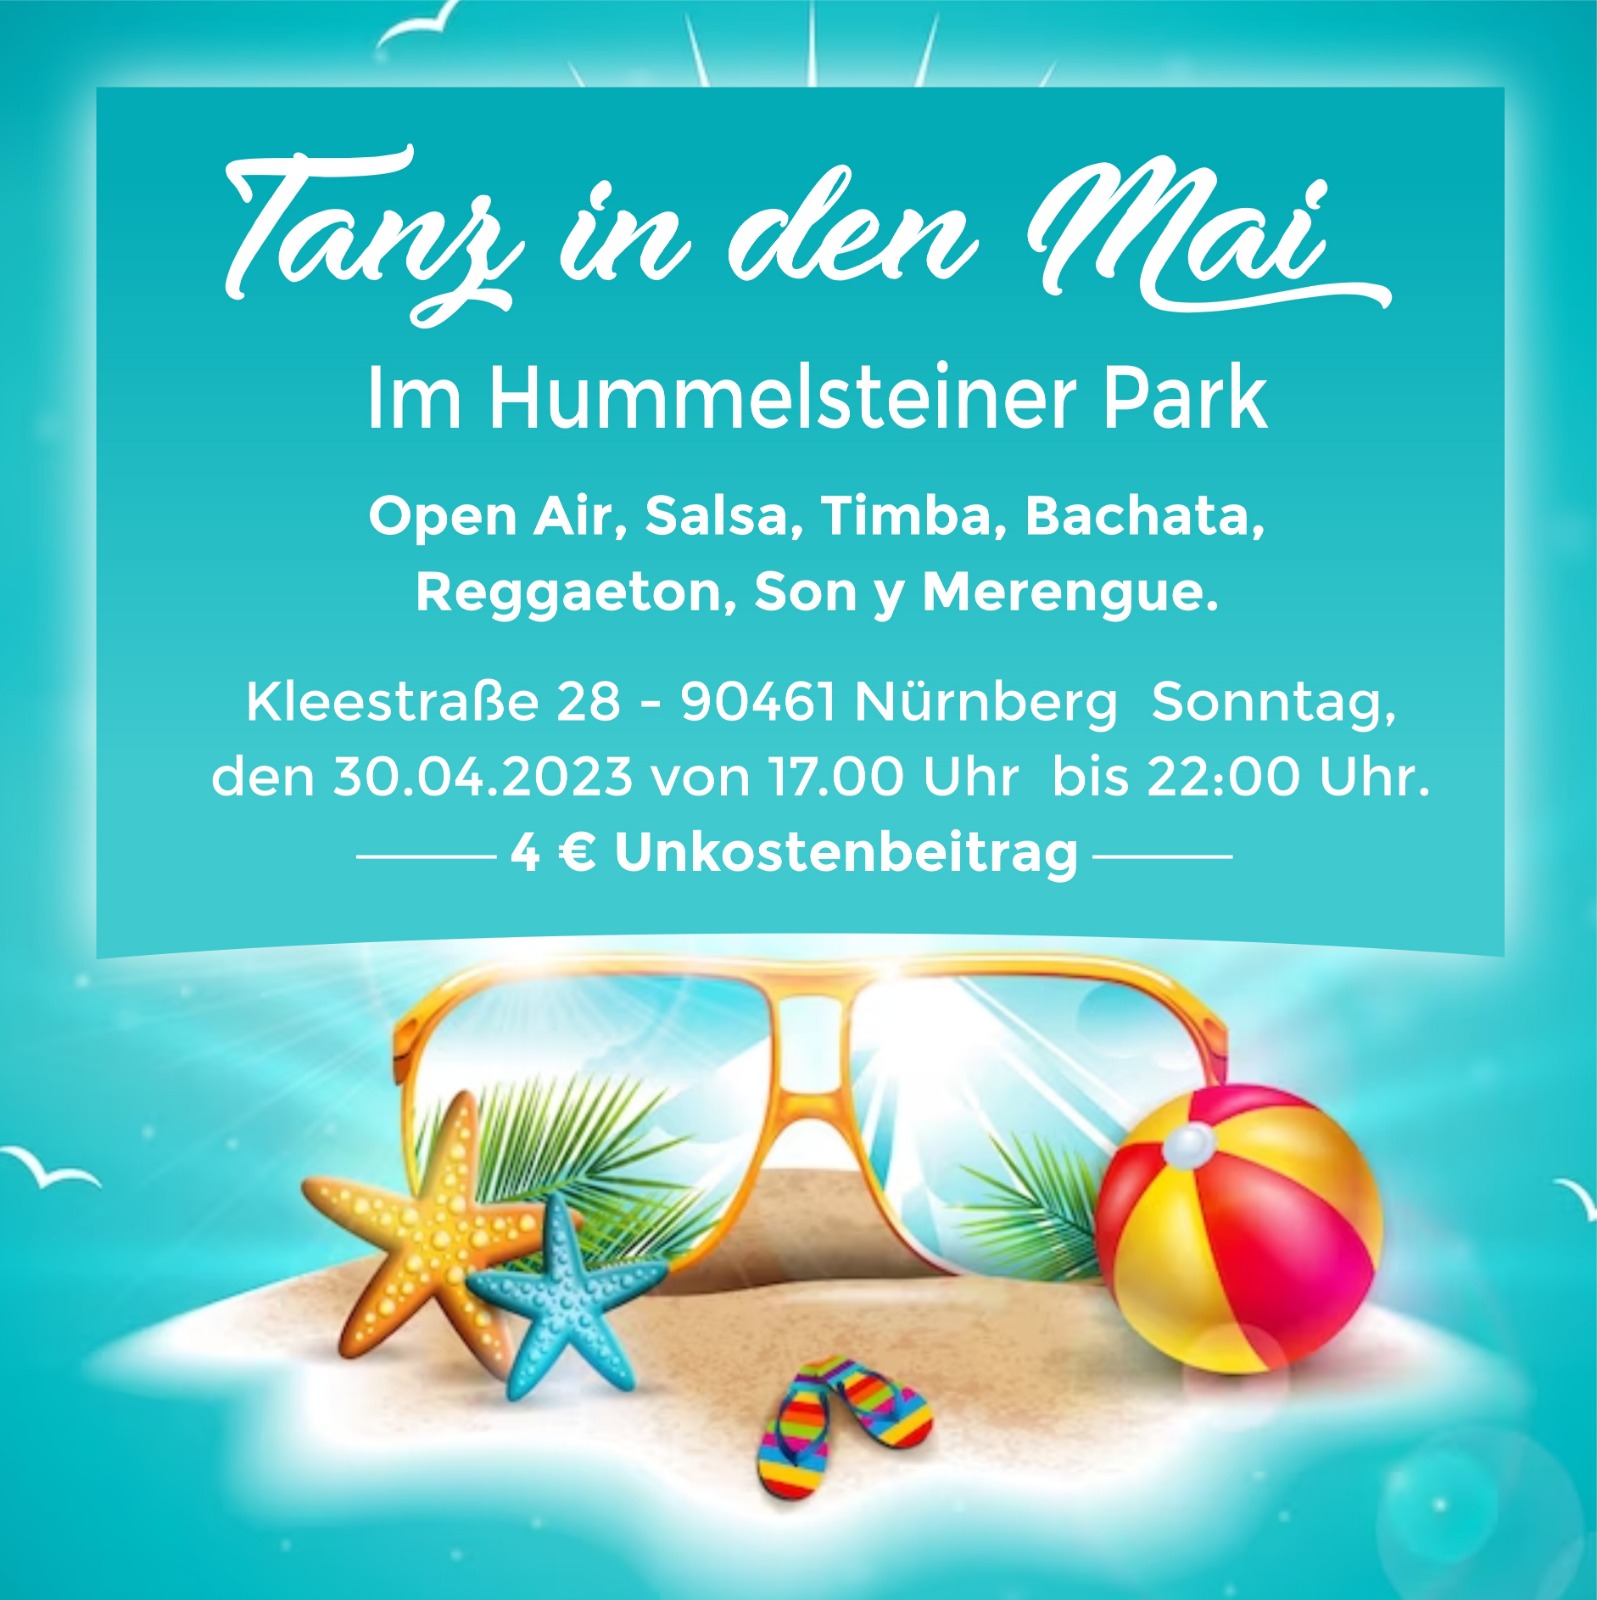 Tanz in den Mai
Im Hummelsteiner Park
Open Air, Salsa, Timba, Bachata,
Reggaeton, Son y Merengue.
Kleestraße 28 - 90461 Nürnberg Sonntag,
den 30.04.2023 von 17.00 Uhr bis 22:00 Uhr.
4 € Unkostenbeitrag